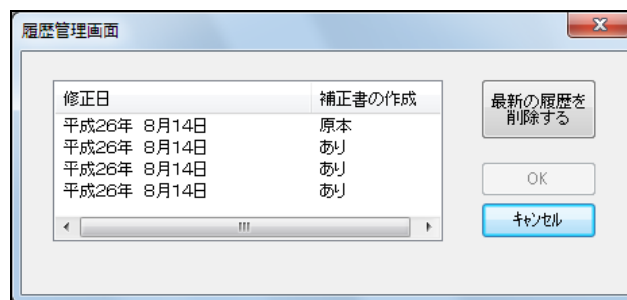 履歴管理画面
修正日 補正書の作成
平成26年 8月14日 原本
平成26年 8月14日 あり
平成26年 8月14日 あり
平成26年 8月14日 あり
最新の履歴を
削除する
OK
キャンセル